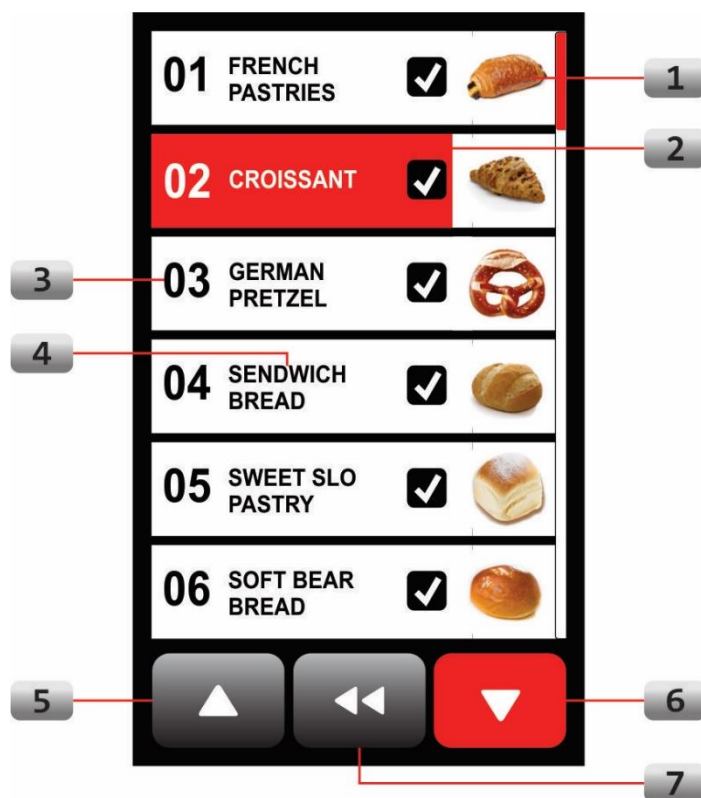 01 FRENCH
PASTRIES
1
2
02 CROISSANT
3
03 GERMAN
PRETZEL
4
04 SENDWICH
BREAD
05 SWEET SLO
PASTRY
06 SOFT BEAR
BREAD
5
6
7